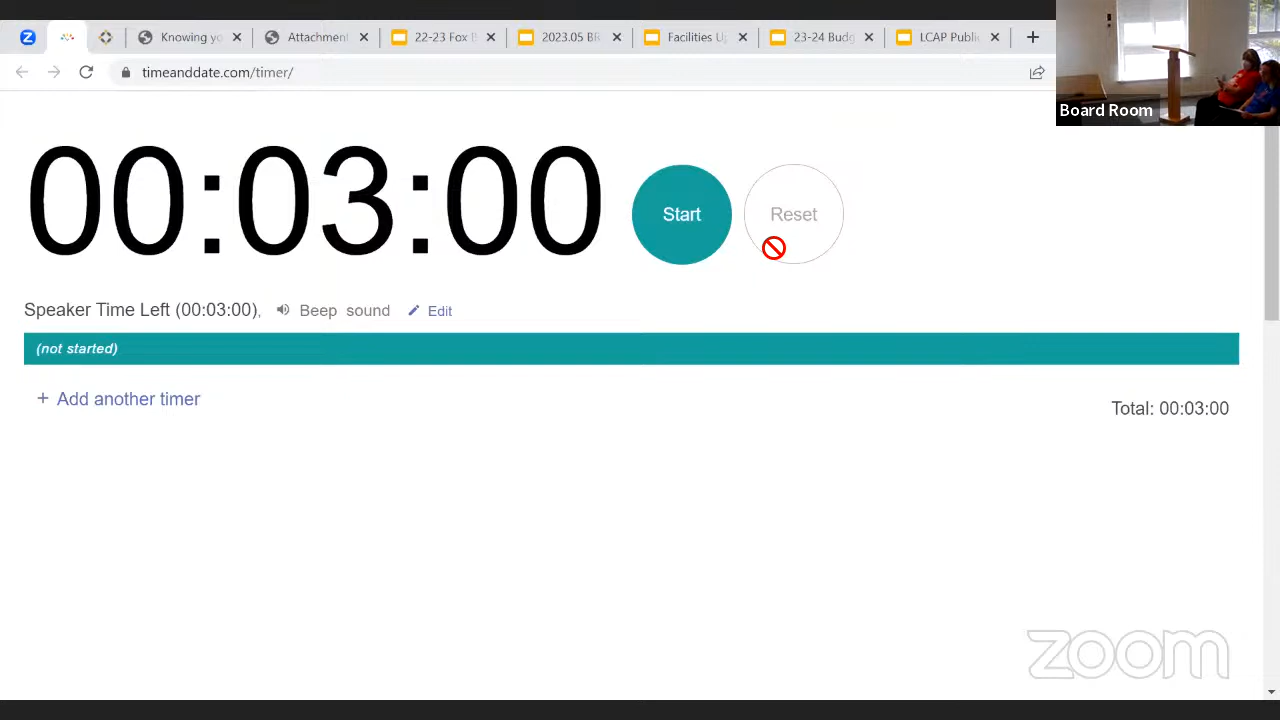 Knowing yo
Attachment
22-23 Fox B
2023.05 BR
Facilities Up
23-24 Budg
LCAP Public
timeanddate.com/timer/
Board Room
00:03:00
Start
Reset
Speaker Time Left (00:03:00),
Beep sound
Edit
(not started)
+ Add another timer
Total: 00:03:00
zoom